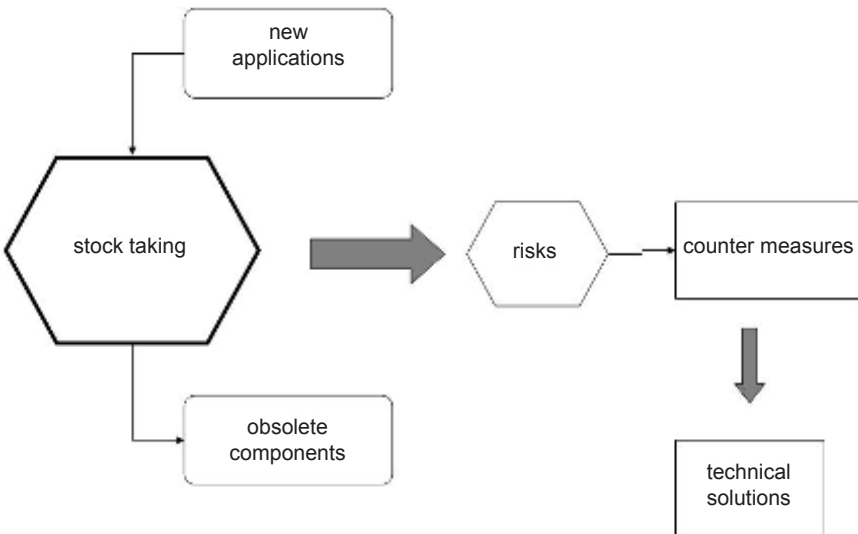 new
applications
stock taking
risks
counter measures
obsolete
components
technical
solutions